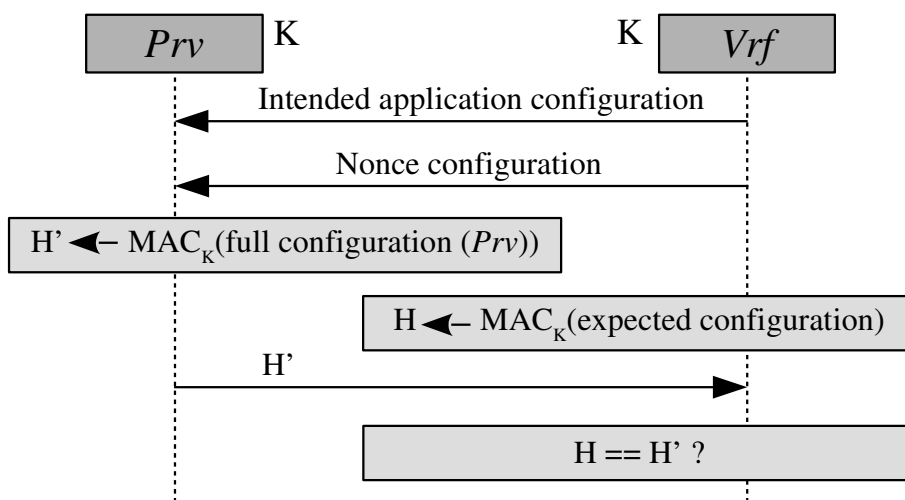 Prv K K Vrf
Intended application configuration
Nonce configuration
H' ◄– MAC_K(full configuration (Prv))
H ◄– MAC_K(expected configuration)
H'
H == H' ?